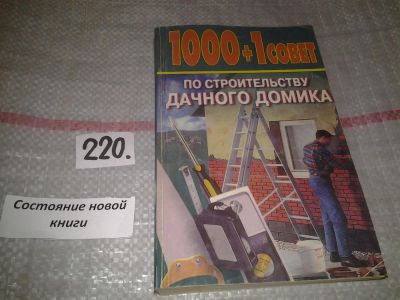 1000+1 СОВЕТ
ПО СТРОИТЕЛЬСТВУ
ДАЧНОГО ДОМИКА
220.
Состояние новой
книги